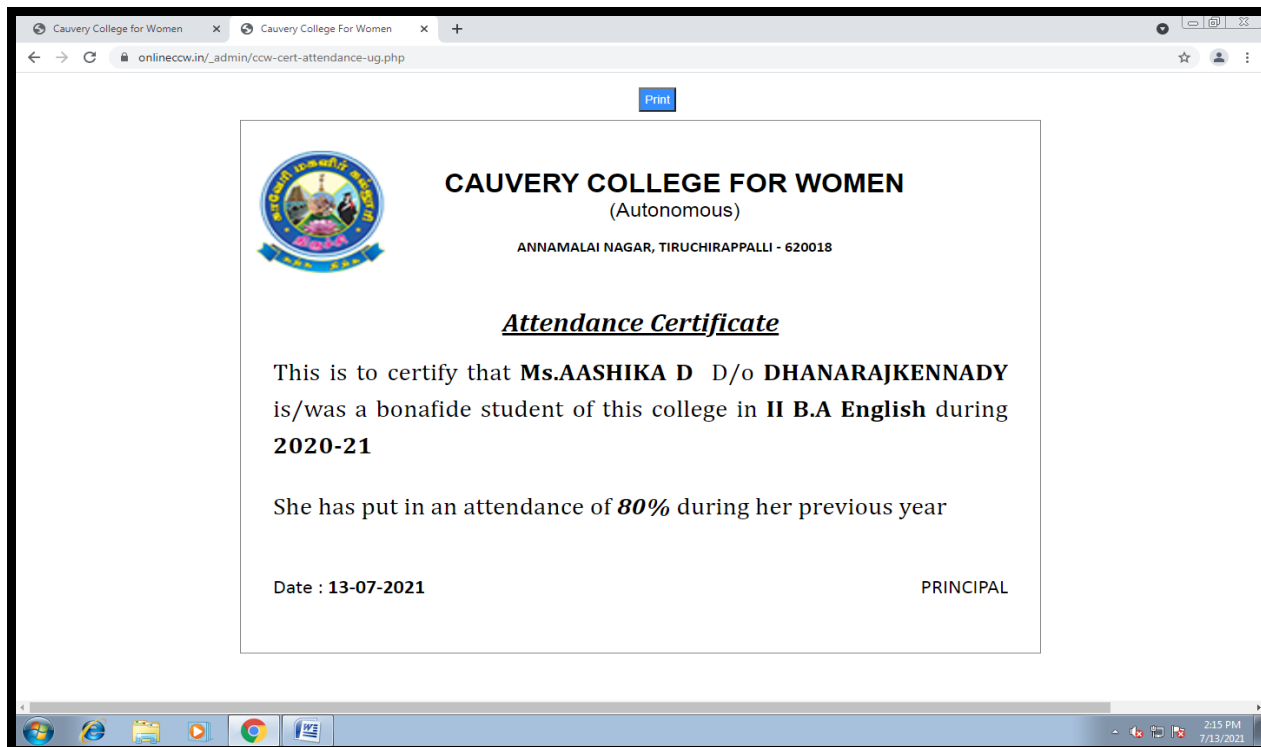 Cauvery College for Women
Cauvery College For Women
onlineccw.in/_admin/ccw-cert-attendance-ug.php
Print
CAUVERY COLLEGE FOR WOMEN
(Autonomous)
ANNAMALAI NAGAR, TIRUCHIRAPPALLI - 620018
காவேரி மகளிர் கல்லூரி
திருச்சி
Attendance Certificate
This is to certify that Ms.AASHIKA D D/o DHANARAJKENNADY
is/was a bonafide student of this college in II B.A English during
2020-21
She has put in an attendance of 80% during her previous year
Date : 13-07-2021 PRINCIPAL
2:15 PM
7/13/2021